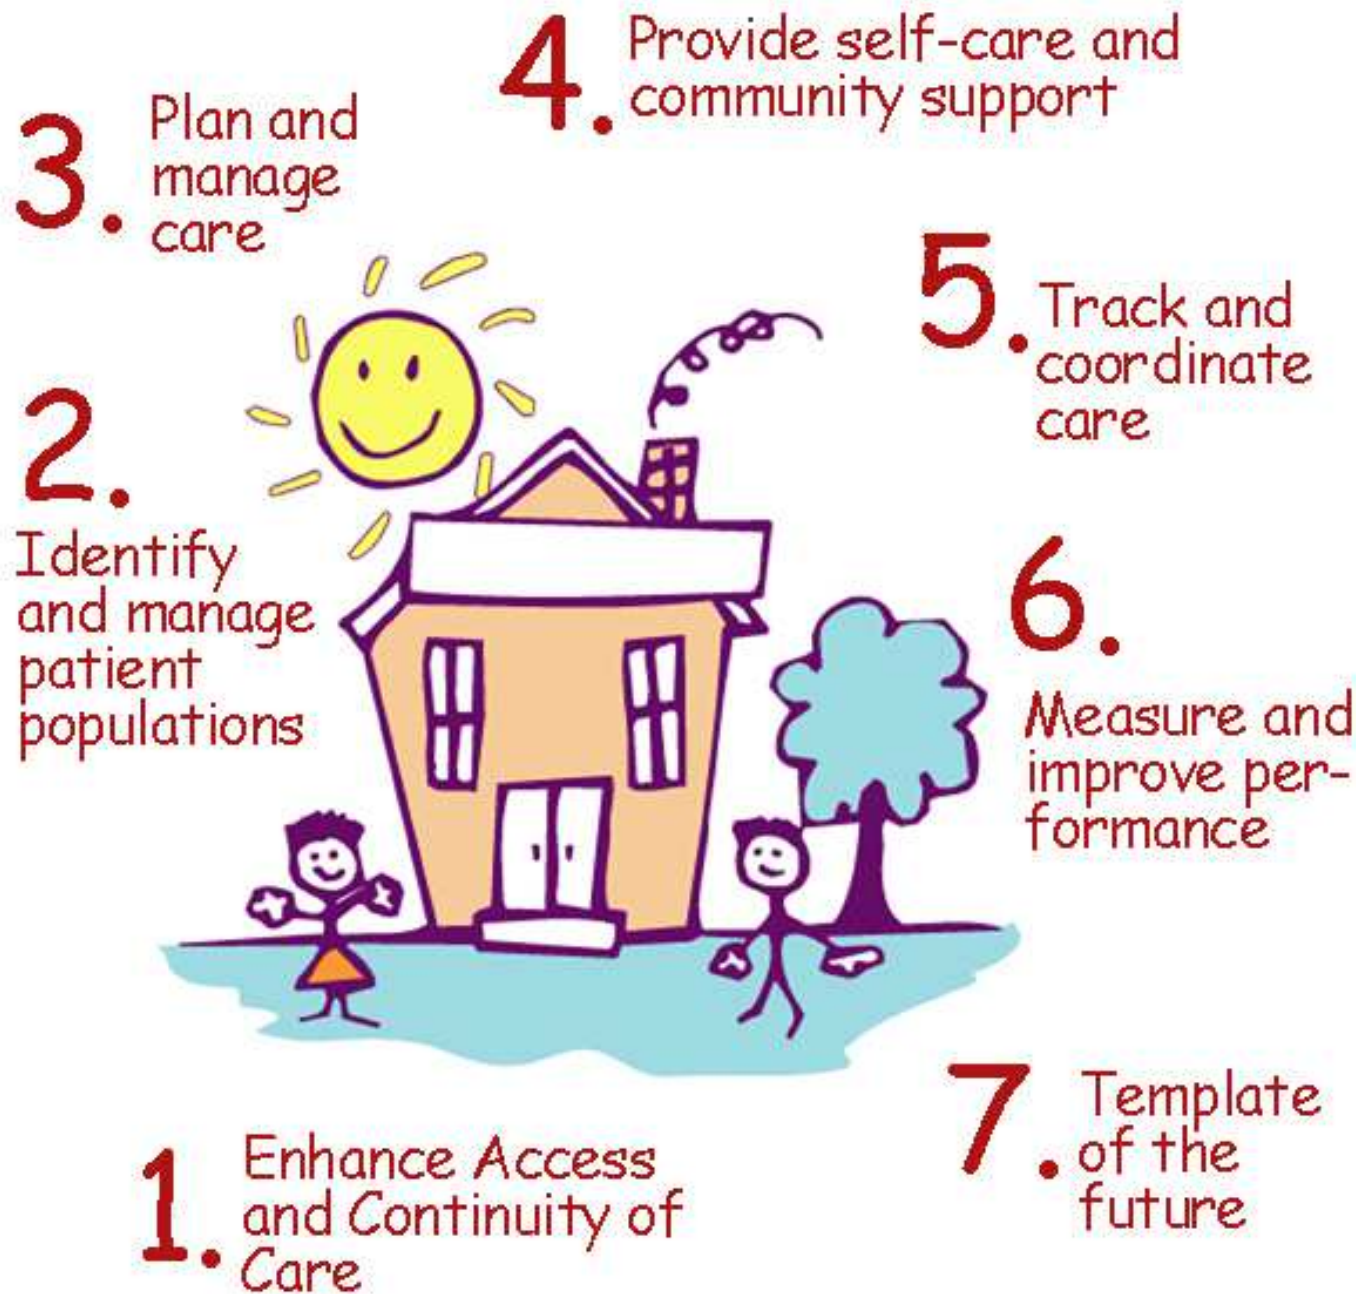 1. Enhance Access
and Continuity of
Care
2.
Identify
and manage
patient
populations
3. Plan and
manage
care
4. Provide self-care and
community support
5. Track and
coordinate
care
6.
Measure and
improve per-
formance
7. Template
of the
future